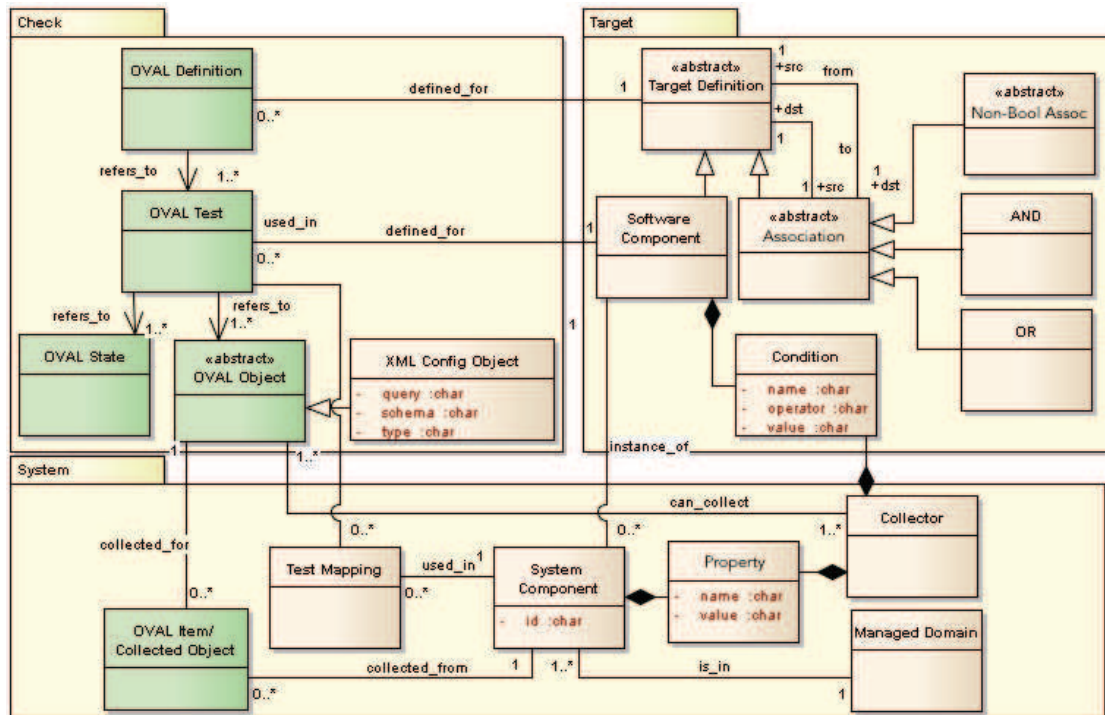 Check
OVAL Definition
0..*
defined_for
1
refers_to
1..*
OVAL Test
used_in
0..*
defined_for
1
refers_to
1..*
refers_to
1..*
OVAL State
«abstract»
OVAL Object
XML Config Object
- query :char
- schema :char
- type :char
1
1
1..*
Target
«abstract»
Target Definition
1
+src
from
+dst
1
to
1
+dst
1
+src
«abstract»
Non-Bool Assoc
Software
Component
«abstract»
Association
AND
OR
Condition
- name :char
- operator :char
- value :char
instance_of
System
can_collect
0..*
0..*
1..*
Collector
collected_for
0..*
Test Mapping
used_in
1
0..*
System
Component
- id :char
Property
- name :char
- value :char
OVAL Item/
Collected Object
0..*
collected_from
1
1..*
is_in
1
Managed Domain